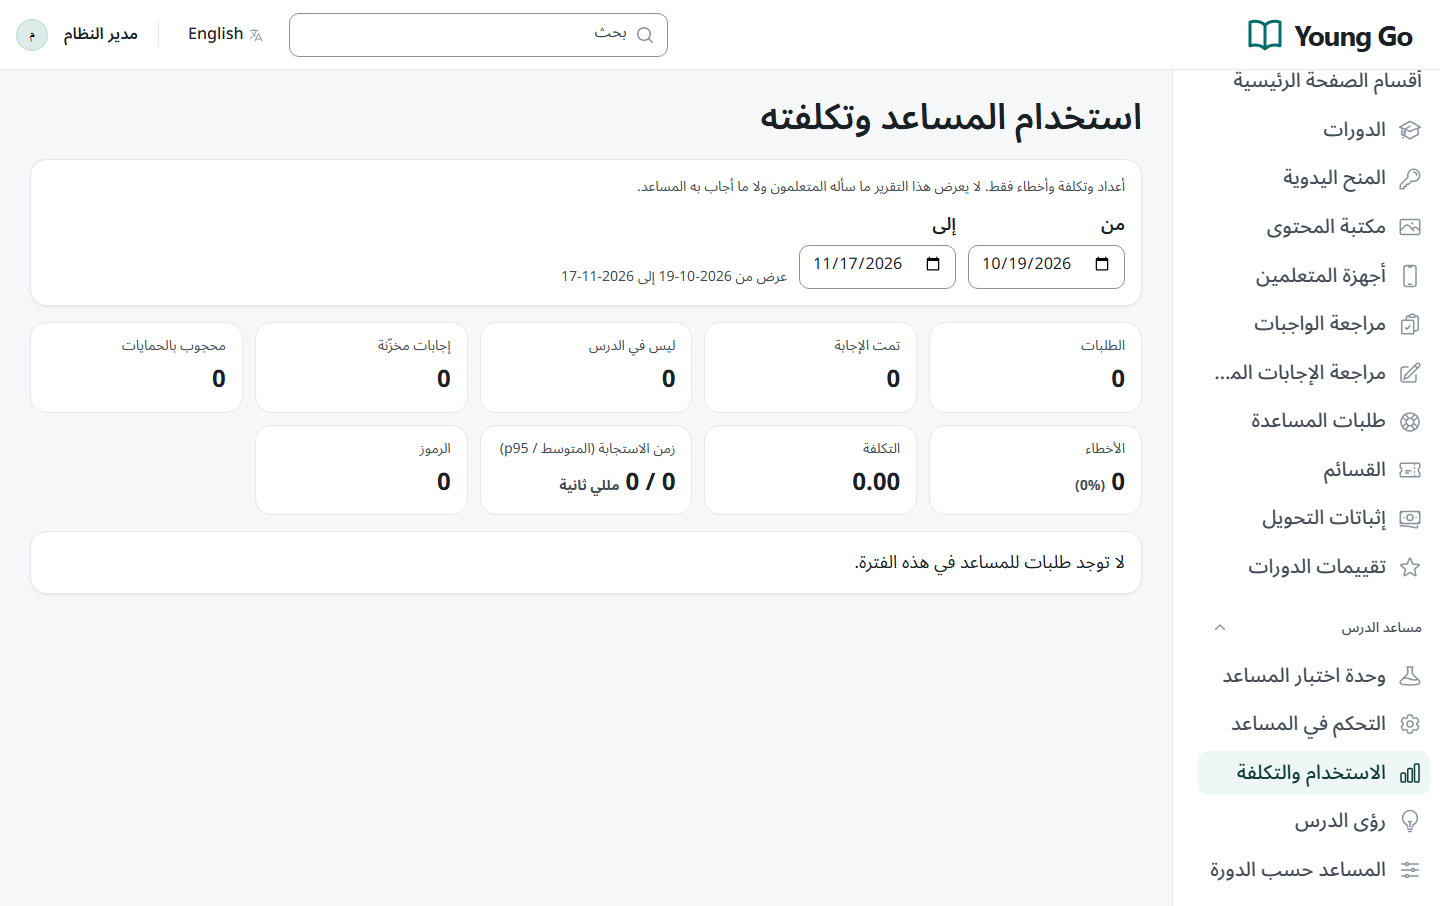 Young Go
بحث
English
مدير النظام
م
أقسام الصفحة الرئيسية
الدورات
المنح اليدوية
مكتبة المحتوى
أجهزة المتعلمين
مراجعة الواجبات
مراجعة الإجابات الم...
طلبات المساعدة
القسائم
إثباتات التحويل
تقييمات الدورات
مساعد الدرس
وحدة اختبار المساعد
التحكم في المساعد
الاستخدام والتكلفة
رؤى الدرس
المساعد حسب الدورة
استخدام المساعد وتكلفته
أعداد وتكلفة وأخطاء فقط. لا يعرض هذا التقرير ما سأله المتعلمون ولا ما أجاب به المساعد.
من
إلى
10/19/2026
11/17/2026
عرض من 2026-10-19 إلى 2026-11-17
الطلبات
0
تمت الإجابة
0
ليس في الدرس
0
إجابات مخزّنة
0
محجوب بالحمايات
0
الأخطاء
0 (0%)
التكلفة
0.00
زمن الاستجابة (المتوسط / p95)
0 / 0 مللي ثانية
الرموز
0
لا توجد طلبات للمساعد في هذه الفترة.